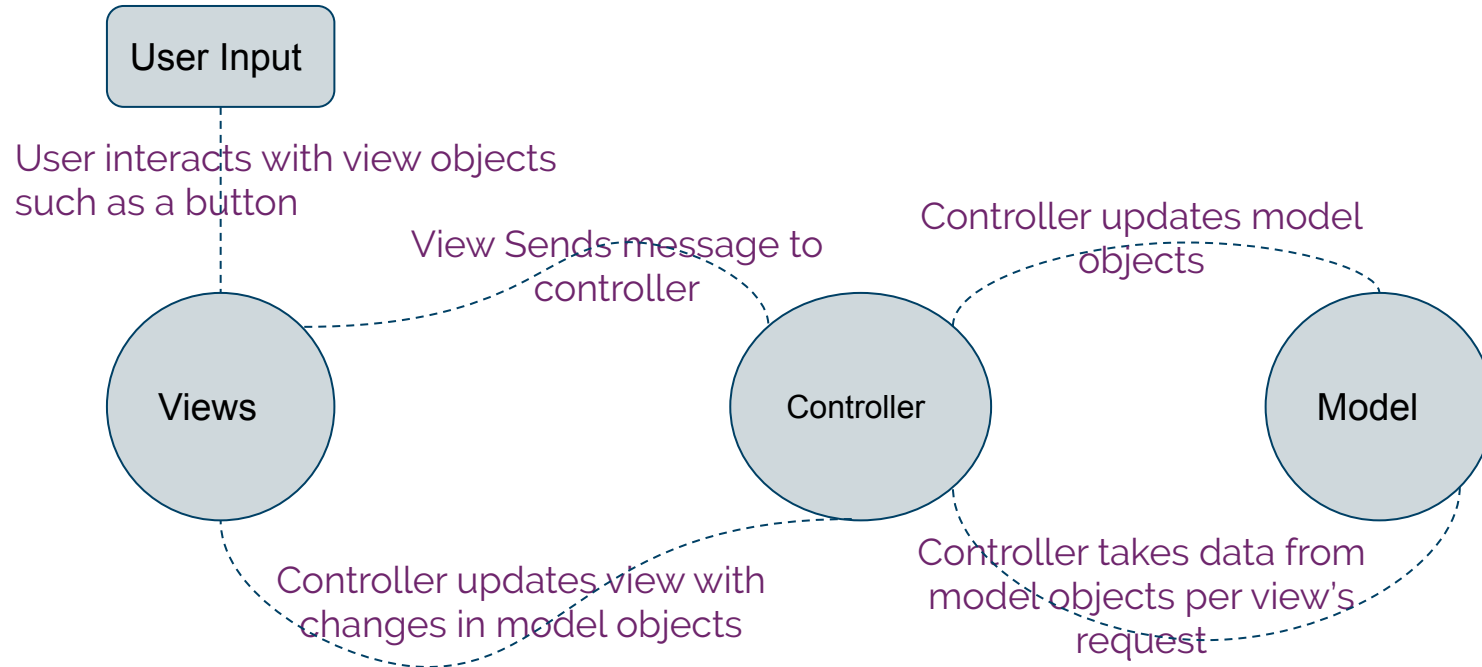 User Input
User interacts with view objects
such as a button
View Sends message to
controller
Controller updates model
objects
Views
Controller
Model
Controller updates view with
changes in model objects
Controller takes data from
model objects per view's
request